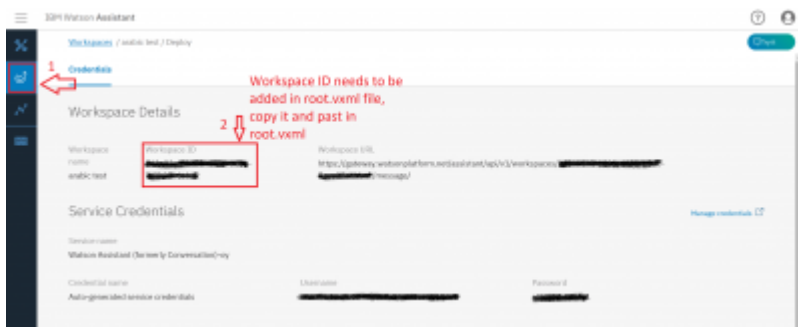 IBM Watson Assistant
Workspaces / arabic test / Deploy
Credentials
1
Workspace ID needs to be
added in root.vxml file,
copy it and past in
root.vxml
2
Workspace Details
Workspace name
Workspace ID
Workspace URL
arabic test
https://gateway.watsonplatform.net/assistant/api/v1/workspaces/
/message/
Service Credentials
Manage credentials
Service name
Watson Assistant (formerly Conversation)-oy
Credential name
Username
Password
Auto-generated service credentials